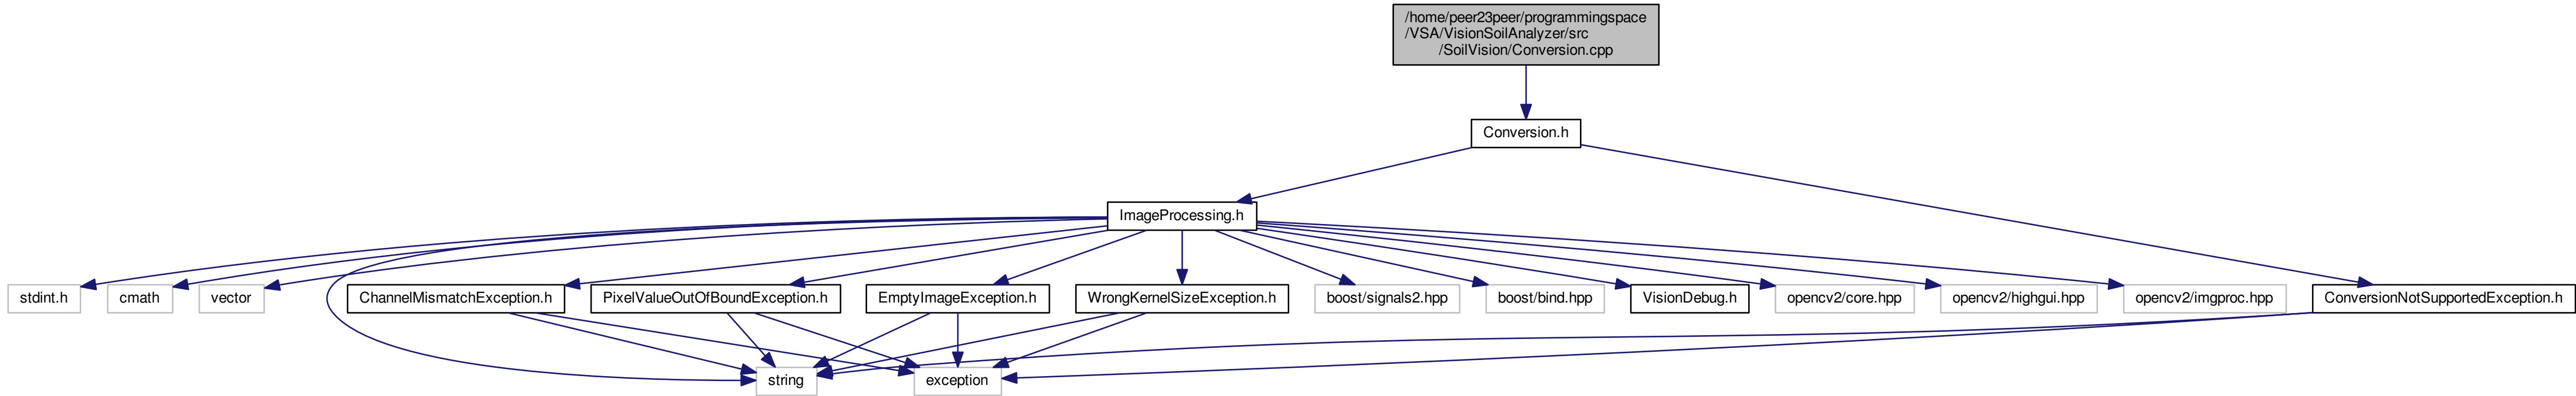 /home/peer23peer/programmingspace
/VSA/VisionSoilAnalyzer/src
/SoilVision/Conversion.cpp
Conversion.h
ImageProcessing.h
stdint.h
cmath
vector
ChannelMismatchException.h
PixelValueOutOfBoundException.h
EmptyImageException.h
WrongKernelSizeException.h
boost/signals2.hpp
boost/bind.hpp
VisionDebug.h
opencv2/core.hpp
opencv2/highgui.hpp
opencv2/imgproc.hpp
ConversionNotSupportedException.h
string
exception